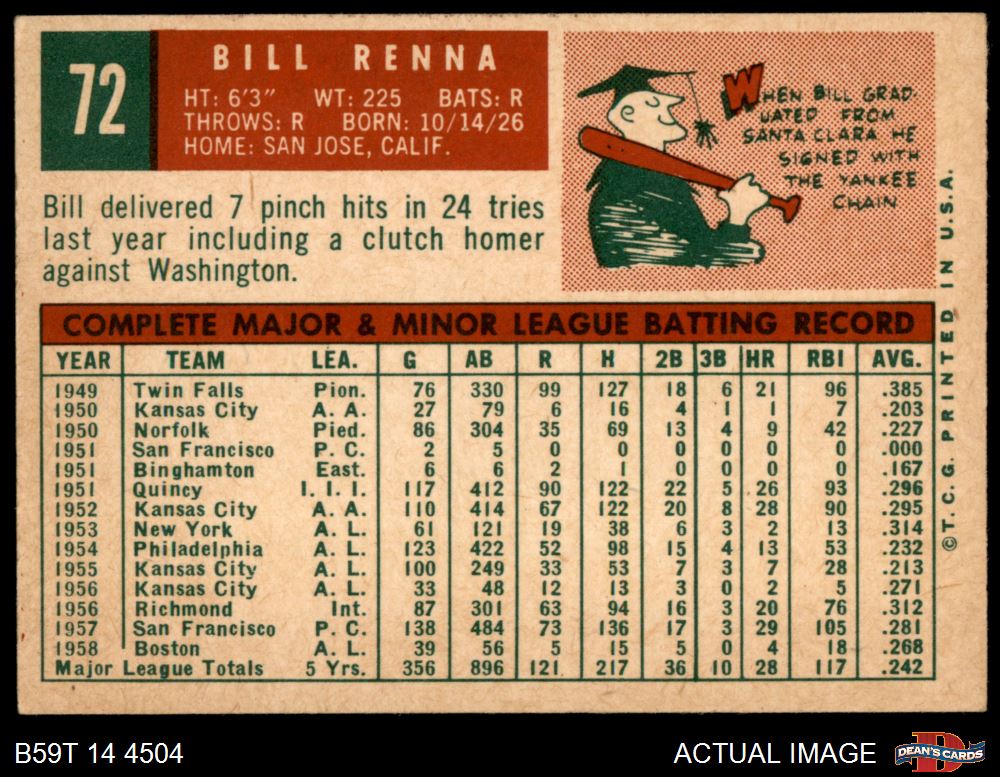 72
BILL RENNA
HT: 6'3" WT: 225 BATS: R
THROWS: R BORN: 10/14/26
HOME: SAN JOSE, CALIF.
WHEN BILL GRAD-
UATED FROM
SANTA CLARA HE
SIGNED WITH
THE YANKEE
CHAIN
Bill delivered 7 pinch hits in 24 tries
last year including a clutch homer
against Washington.
COMPLETE MAJOR & MINOR LEAGUE BATTING RECORD
YEAR TEAM LEA. G AB R H 2B 3B HR RBI AVG.
1949 Twin Falls Pion. 76 330 99 127 18 6 21 96 .385
1950 Kansas City A. A. 27 79 6 16 4 1 1 7 .203
1950 Norfolk Pied. 86 304 35 69 13 4 9 42 .227
1951 San Francisco P. C. 2 5 0 0 0 0 0 0 .000
1951 Binghamton East. 6 6 2 1 0 0 0 0 .167
1951 Quincy I. I. I. 117 412 90 122 22 5 26 93 .296
1952 Kansas City A. A. 110 414 67 122 20 8 28 90 .295
1953 New York A. L. 61 121 19 38 6 3 2 13 .314
1954 Philadelphia A. L. 123 422 52 98 15 4 13 53 .232
1955 Kansas City A. L. 100 249 33 53 7 3 7 28 .213
1956 Kansas City A. L. 33 48 12 13 3 0 2 5 .271
1956 Richmond Int. 87 301 63 94 16 3 20 76 .312
1957 San Francisco P. C. 138 484 73 136 17 3 29 105 .281
1958 Boston A. L. 39 56 5 15 5 0 4 18 .268
Major League Totals 5 Yrs. 356 896 121 217 36 10 28 117 .242
© T. C. G. PRINTED IN U.S.A.
B59T 14 4504
ACTUAL IMAGE
D
DEAN'S CARDS